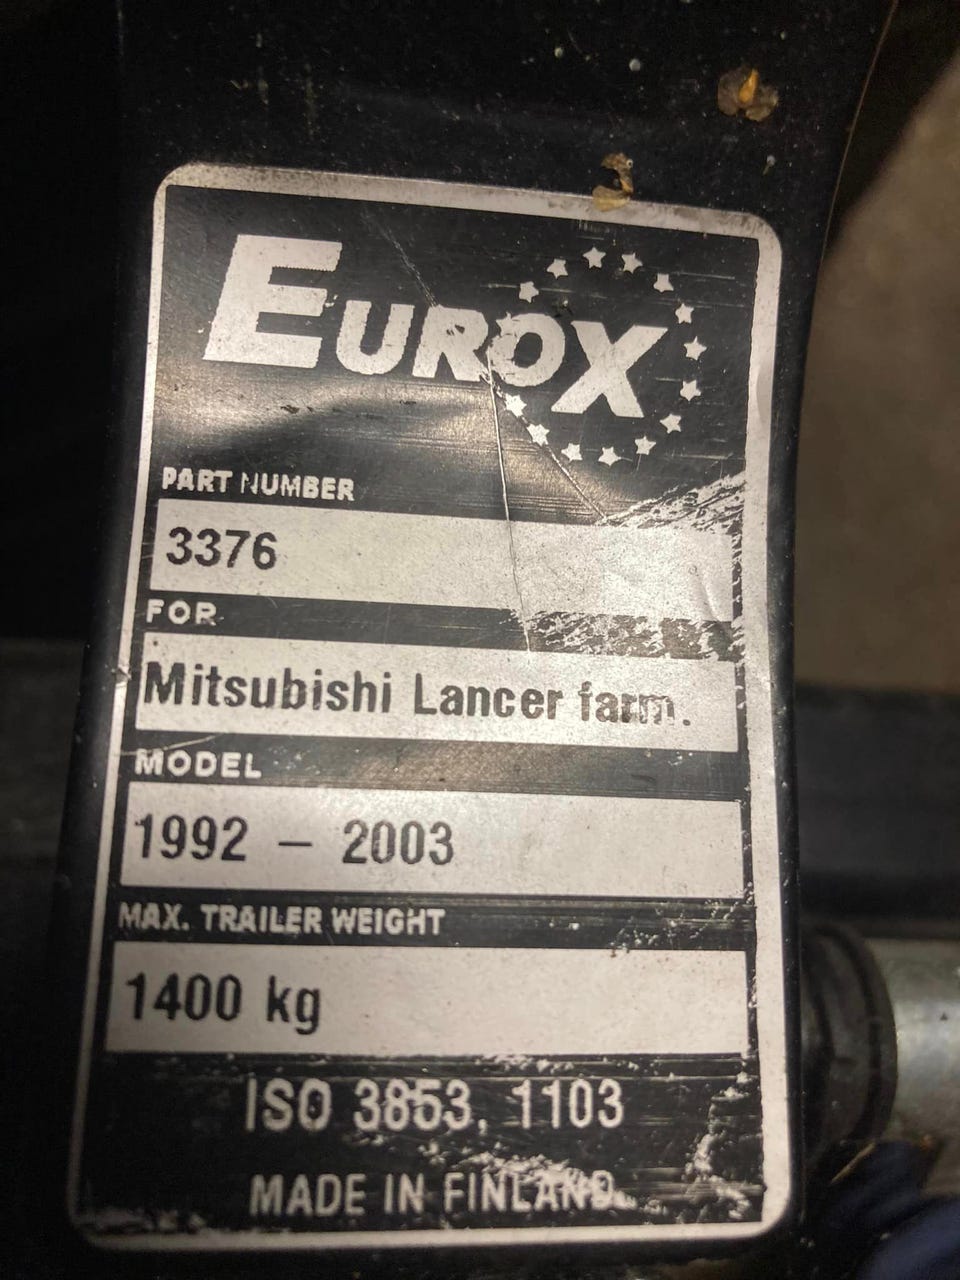 EUROX
PART NUMBER
3376
FOR
Mitsubishi Lancer farm.
MODEL
1992 - 2003
MAX. TRAILER WEIGHT
1400 kg
ISO 3853, 1103
MADE IN FINLAND